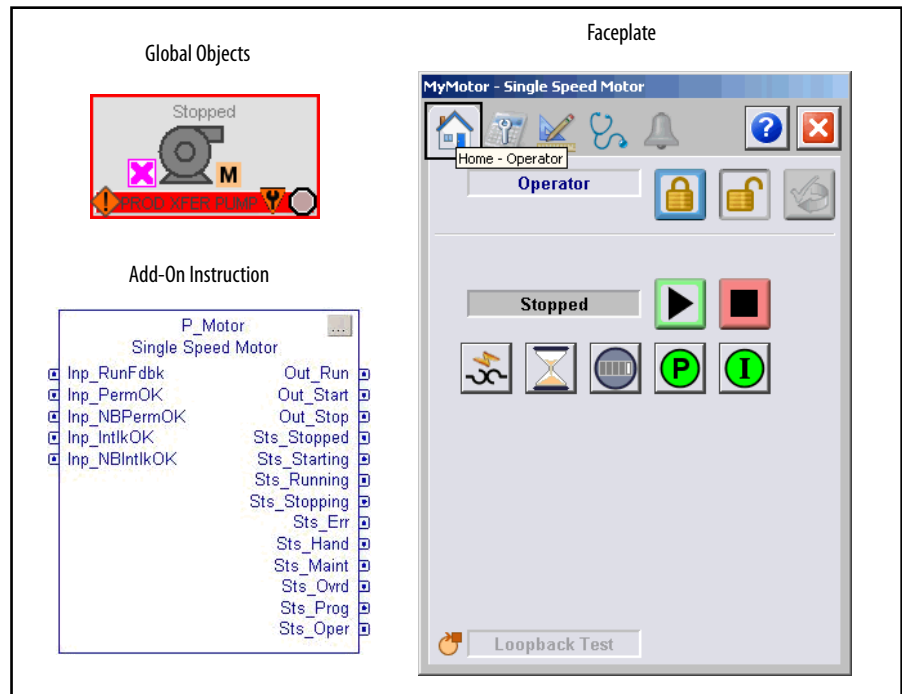 Global Objects
Stopped
M
PROD XFER PUMP
Add-On Instruction
P_Motor
...
Single Speed Motor
Inp_RunFdbk
Out_Run
Inp_PermOK
Out_Start
Inp_NBPermOK
Out_Stop
Inp_IntlkOK
Sts_Stopped
Inp_NBIntlkOK
Sts_Starting
Sts_Running
Sts_Stopping
Sts_Err
Sts_Hand
Sts_Maint
Sts_Ovrd
Sts_Prog
Sts_Oper
Faceplate
MyMotor - Single Speed Motor
?
Home - Operator
Operator
Stopped
P
I
Loopback Test